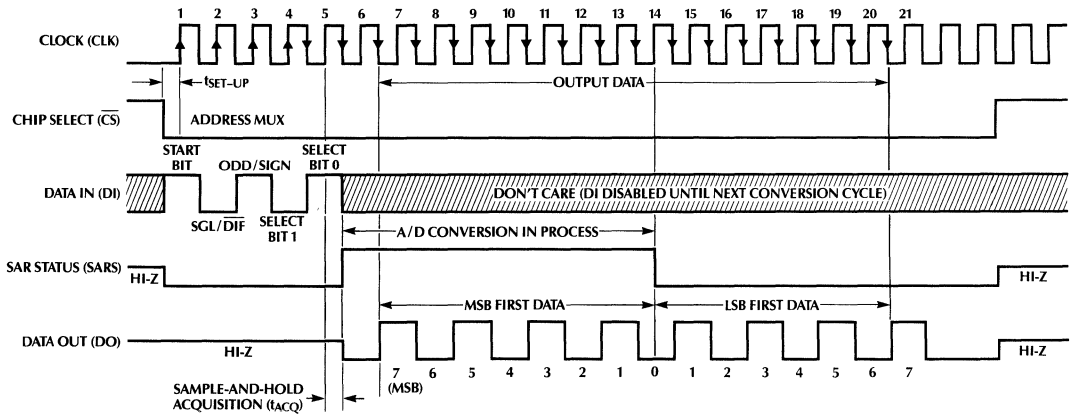 1 2 3 4 5 6 7 8 9 10 11 12 13 14 15 16 17 18 19 20 21
CLOCK (CLK)
tSET–UP
OUTPUT DATA
CHIP SELECT (CS)
ADDRESS MUX
START BIT
ODD/SIGN
SELECT BIT 0
DATA IN (DI)
DON'T CARE (DI DISABLED UNTIL NEXT CONVERSION CYCLE)
SGL/DIF
SELECT BIT 1
A/D CONVERSION IN PROCESS
SAR STATUS (SARS)
HI-Z
HI-Z
MSB FIRST DATA
LSB FIRST DATA
DATA OUT (DO)
HI-Z
HI-Z
7 6 5 4 3 2 1 0 1 2 3 4 5 6 7
(MSB)
SAMPLE-AND-HOLD
ACQUISITION (tACQ)